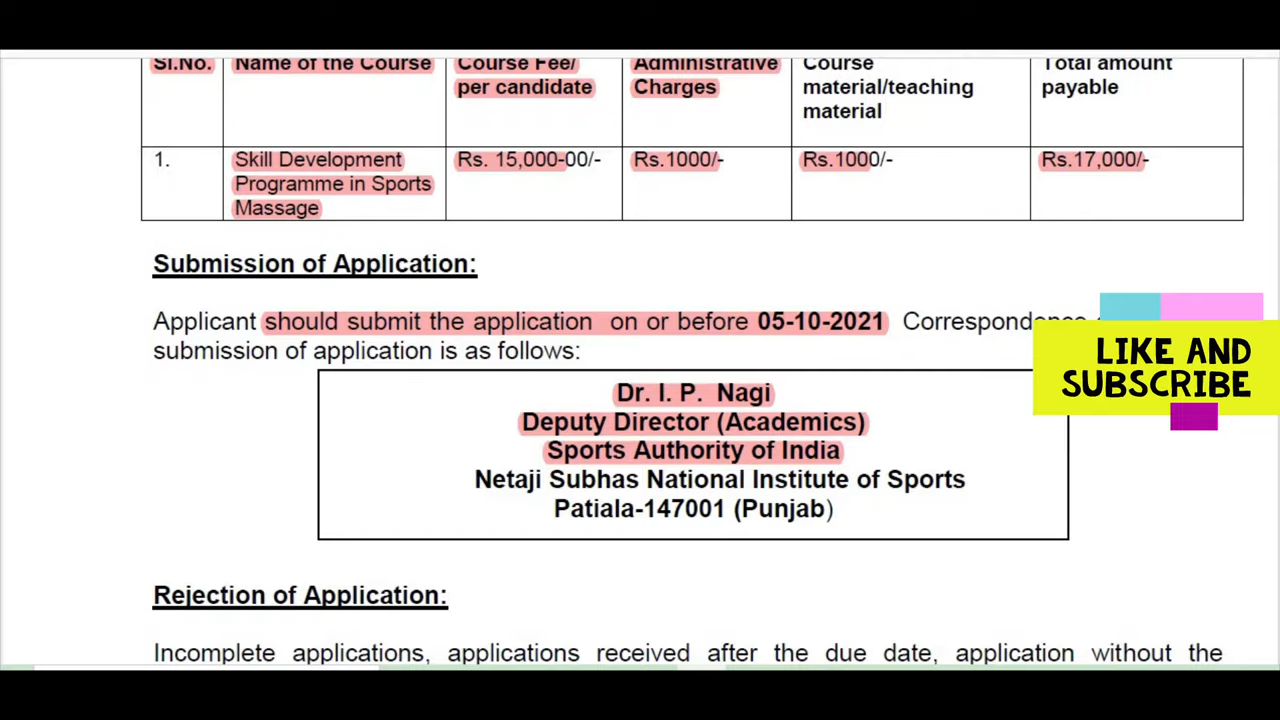 Sl.No. Name of the Course Course Fee/ Administrative Course Total amount
per candidate Charges material/teaching payable
material
1. Skill Development Rs. 15,000-00/- Rs.1000/- Rs.1000/- Rs.17,000/-
Programme in Sports
Massage
Submission of Application:
Applicant should submit the application on or before 05-10-2021 Correspondence
submission of application is as follows:
LIKE AND
SUBSCRIBE
Dr. I. P. Nagi
Deputy Director (Academics)
Sports Authority of India
Netaji Subhas National Institute of Sports
Patiala-147001 (Punjab)
Rejection of Application:
Incomplete applications, applications received after the due date, application without the